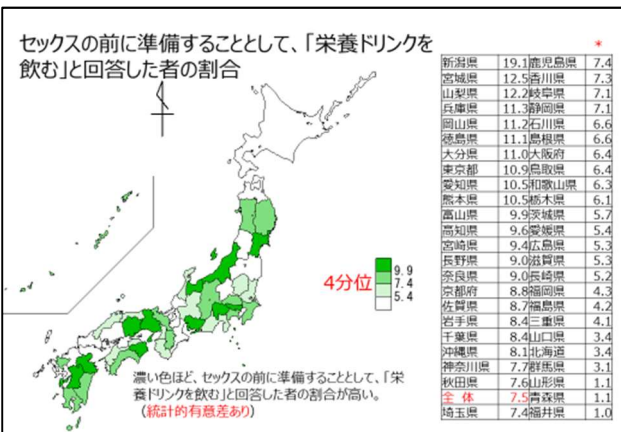 セックスの前に準備することとして、「栄養ドリンクを
飲む」と回答した者の割合
*
新潟県 19.1 鹿児島県 7.4
宮城県 12.5 香川県 7.3
山梨県 12.2 岐阜県 7.1
兵庫県 11.3 静岡県 7.1
岡山県 11.2 石川県 6.6
徳島県 11.1 島根県 6.6
大分県 11.0 大阪府 6.4
東京都 10.9 鳥取県 6.4
愛知県 10.5 和歌山県 6.3
熊本県 10.5 栃木県 6.1
富山県 9.9 茨城県 5.7
高知県 9.6 愛媛県 5.4
宮崎県 9.4 広島県 5.3
長野県 9.0 滋賀県 5.3
奈良県 9.0 長崎県 5.2
京都府 8.8 福岡県 4.3
佐賀県 8.7 福島県 4.2
岩手県 8.4 三重県 4.1
千葉県 8.4 山口県 3.4
沖縄県 8.1 北海道 3.4
神奈川県 7.7 群馬県 3.1
秋田県 7.6 山形県 1.1
全 体 7.5 青森県 1.1
埼玉県 7.4 福井県 1.0
4分位
9.9
7.4
5.4
濃い色ほど、セックスの前に準備することとして、「栄
養ドリンクを飲む」と回答した者の割合が高い。
（統計的有意差あり）